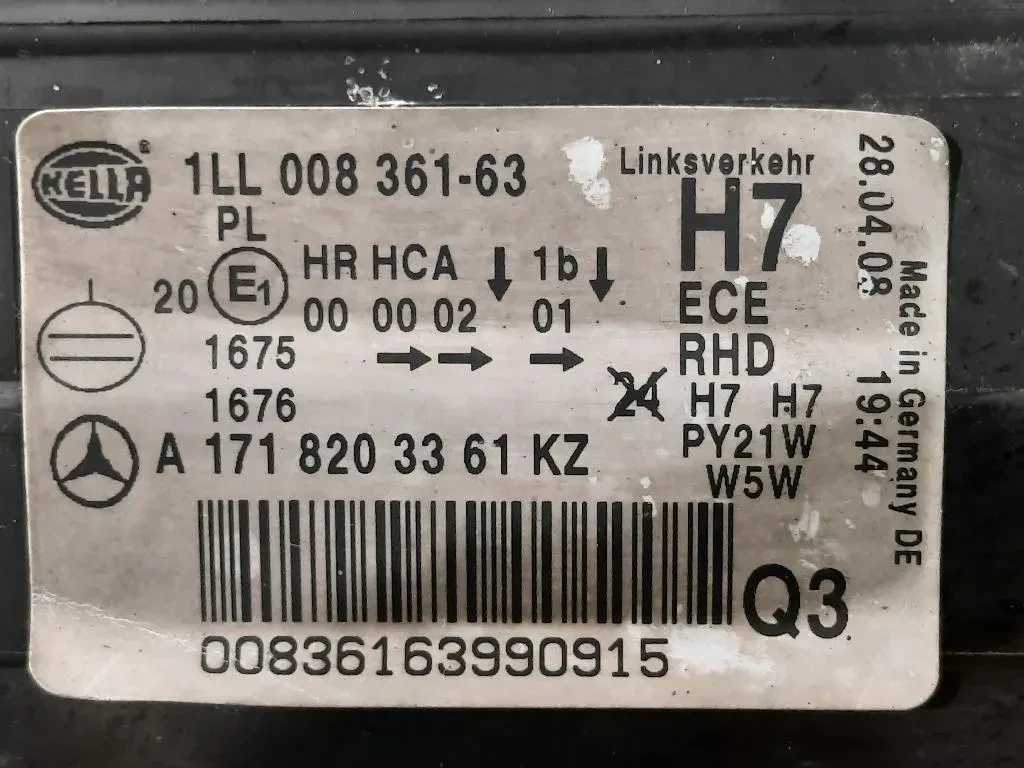 HELLA ®
1LL 008 361-63
Linksverkehr
PL
H7
20 E1 HR HCA ↓ 1b ↓
00 00 02 01
ECE
1675 → → →
RHD
1676
24 H7 H7
A 171 820 33 61 KZ
PY21W
W5W
00836163990915
Q3
28.04.08 19:44
Made in Germany DE